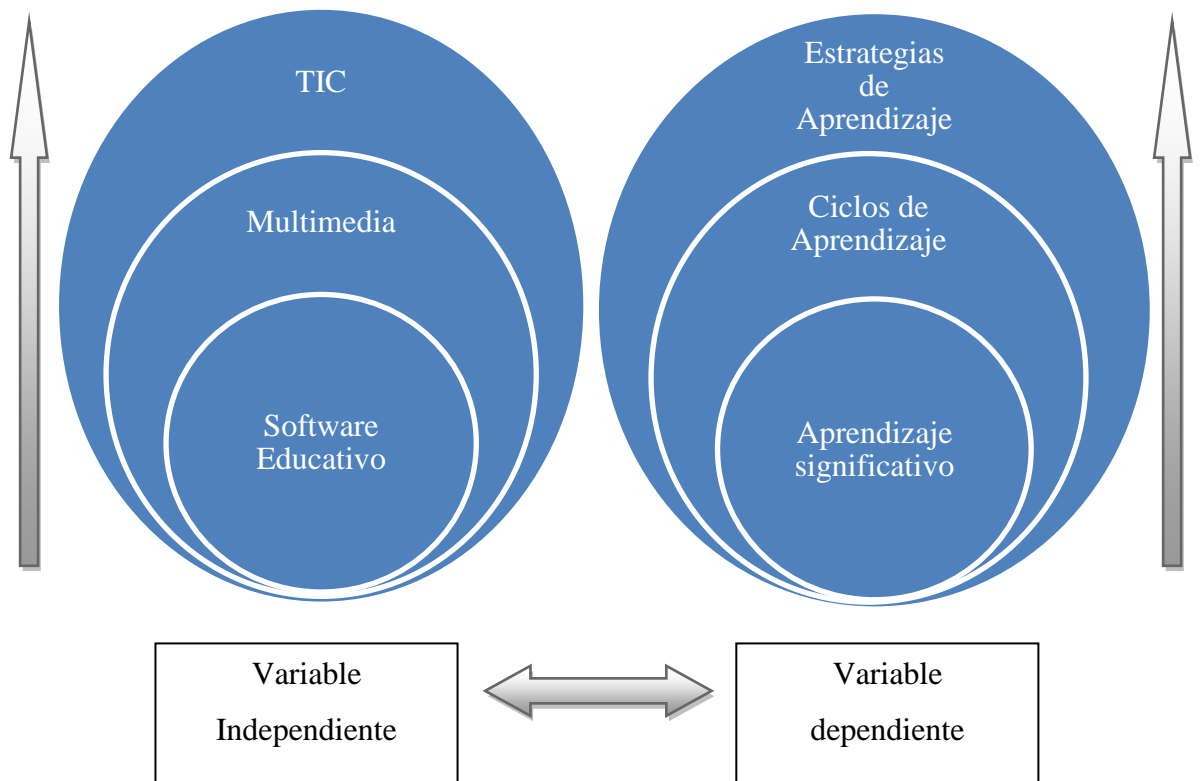 TIC
Multimedia
Software
Educativo
Estrategias
de
Aprendizaje
Ciclos de
Aprendizaje
Aprendizaje
significativo
Variable
Independiente
Variable
dependiente